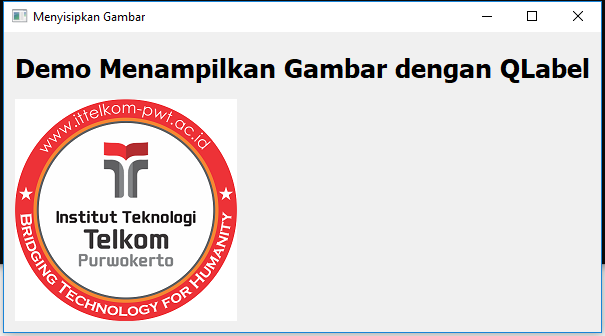 Menyisipkan Gambar
Demo Menampilkan Gambar dengan QLabel
www.ittelkom-pwt.ac.id
Institut Teknologi
Telkom
Purwokerto
BRIDGING TECHNOLOGY FOR HUMANITY